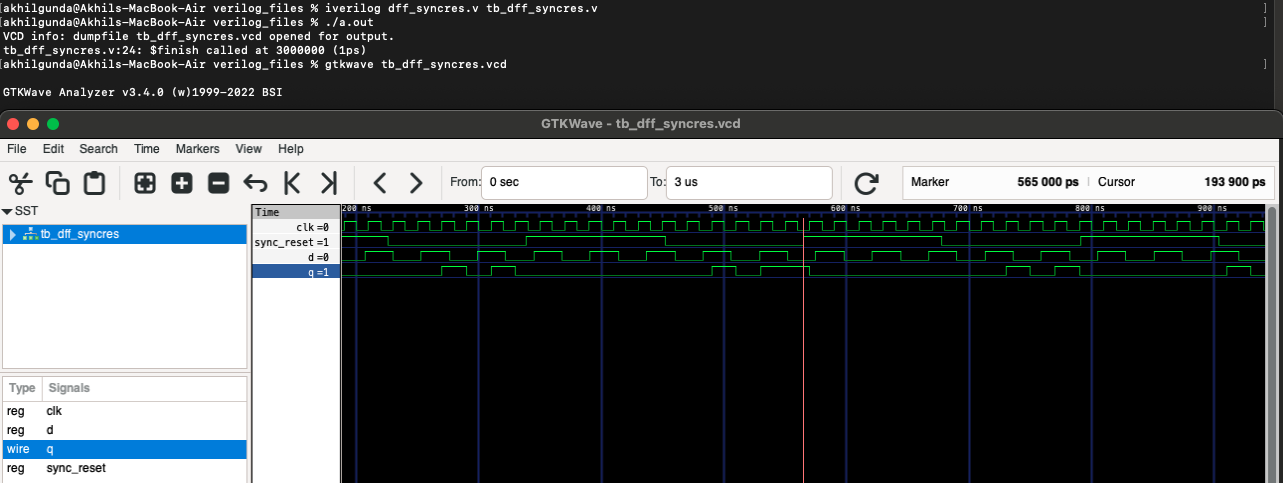 [akhilgunda@Akhils-MacBook-Air verilog_files % iverilog dff_syncres.v tb_dff_syncres.v ]
[akhilgunda@Akhils-MacBook-Air verilog_files % ./a.out ]
VCD info: dumpfile tb_dff_syncres.vcd opened for output.
tb_dff_syncres.v:24: $finish called at 3000000 (1ps)
[akhilgunda@Akhils-MacBook-Air verilog_files % gtkwave tb_dff_syncres.vcd ]
GTKWave Analyzer v3.4.0 (w)1999-2022 BSI
GTKWave - tb_dff_syncres.vcd
File Edit Search Time Markers View Help
From: 0 sec To: 3 us Marker 565 000 ps | Cursor 193 900 ps
SST
tb_dff_syncres
Type Signals
reg clk
reg d
wire q
reg sync_reset
Time
clk =0
sync_reset =1
d =0
q =1
200 ns 300 ns 400 ns 500 ns 600 ns 700 ns 800 ns 900 ns